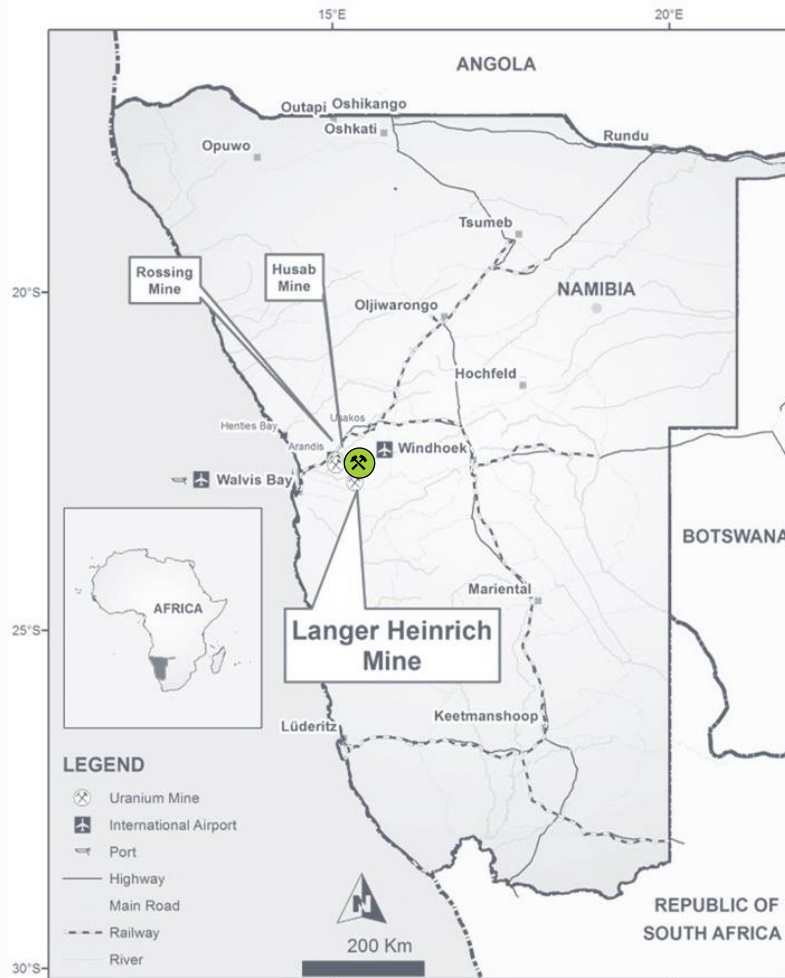 15°E
20°E
ANGOLA
Outapi
Oshikango
Oshkati
Opuwo
Rundu
Tsumeb
Rossing
Mine
Husab
Mine
20°S
NAMIBIA
Oljiwarongo
Hochfeld
Henties Bay
Usakos
Arandis
Windhoek
Walvis Bay
BOTSWANA
AFRICA
Mariental
25°S
Langer Heinrich
Mine
Keetmanshoop
Lüderitz
LEGEND
Uranium Mine
International Airport
Port
Highway
Main Road
Railway
River
N
200 Km
REPUBLIC OF
SOUTH AFRICA
30°S